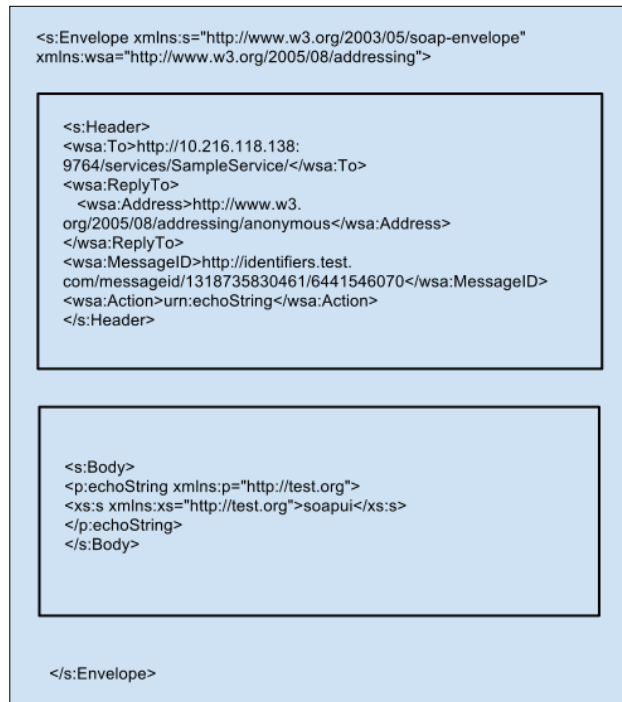 <s:Envelope xmlns:s="http://www.w3.org/2003/05/soap-envelope"
xmlns:wsa="http://www.w3.org/2005/08/addressing">
<s:Header>
<wsa:To>http://10.216.118.138:
9764/services/SampleService/</wsa:To>
<wsa:ReplyTo>
<wsa:Address>http://www.w3.
org/2005/08/addressing/anonymous</wsa:Address>
</wsa:ReplyTo>
<wsa:MessageID>http://identifiers.test.
com/messageid/1318735830461/6441546070</wsa:MessageID>
<wsa:Action>urn:echoString</wsa:Action>
</s:Header>
<s:Body>
<p:echoString xmlns:p="http://test.org">
<xs:s xmlns:xs="http://test.org">soapui</xs:s>
</p:echoString>
</s:Body>
</s:Envelope>